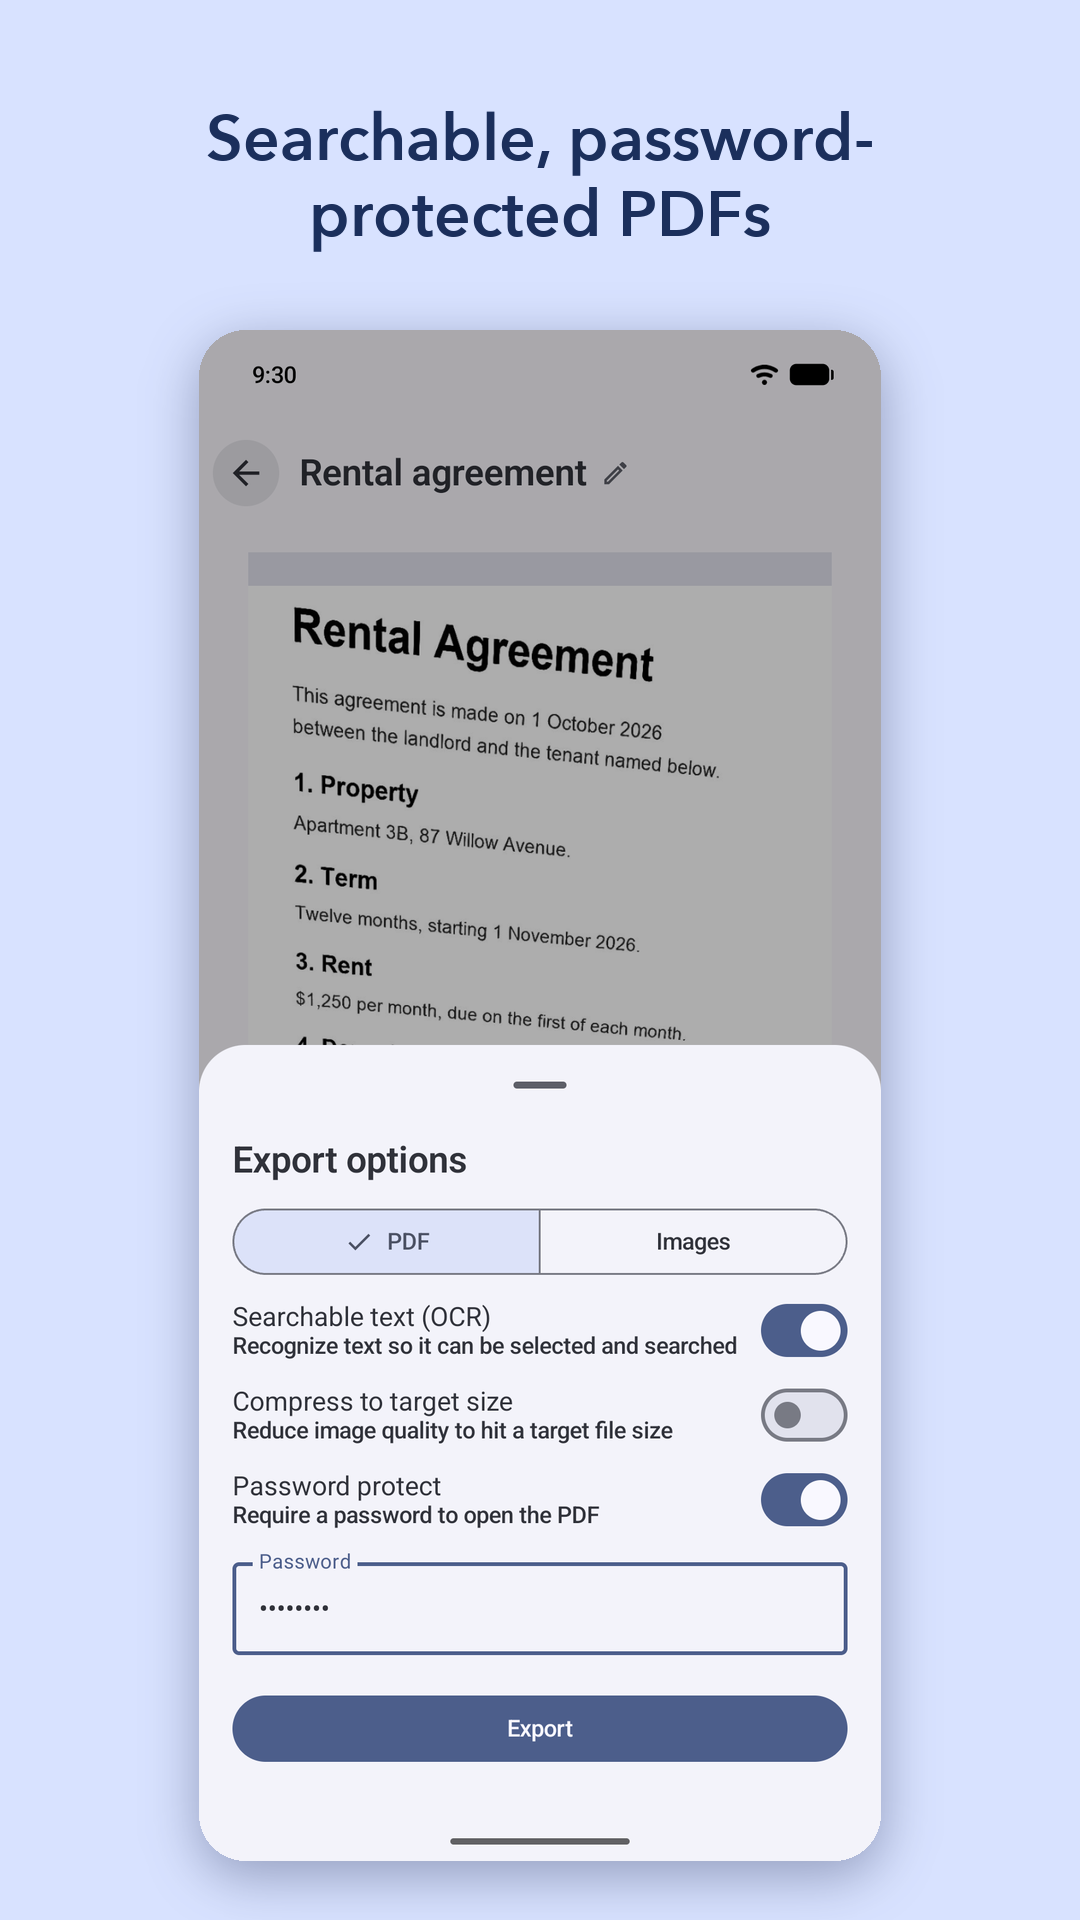 Searchable, password-
protected PDFs
9:30
Rental agreement
Rental Agreement
This agreement is made on 1 October 2026
between the landlord and the tenant named below.
1. Property
Apartment 3B, 87 Willow Avenue.
2. Term
Twelve months, starting 1 November 2026.
3. Rent
$1,250 per month, due on the first of each month.
4.
Export options
PDF
Images
Searchable text (OCR)
Recognize text so it can be selected and searched
Compress to target size
Reduce image quality to hit a target file size
Password protect
Require a password to open the PDF
Password
••••••••
Export